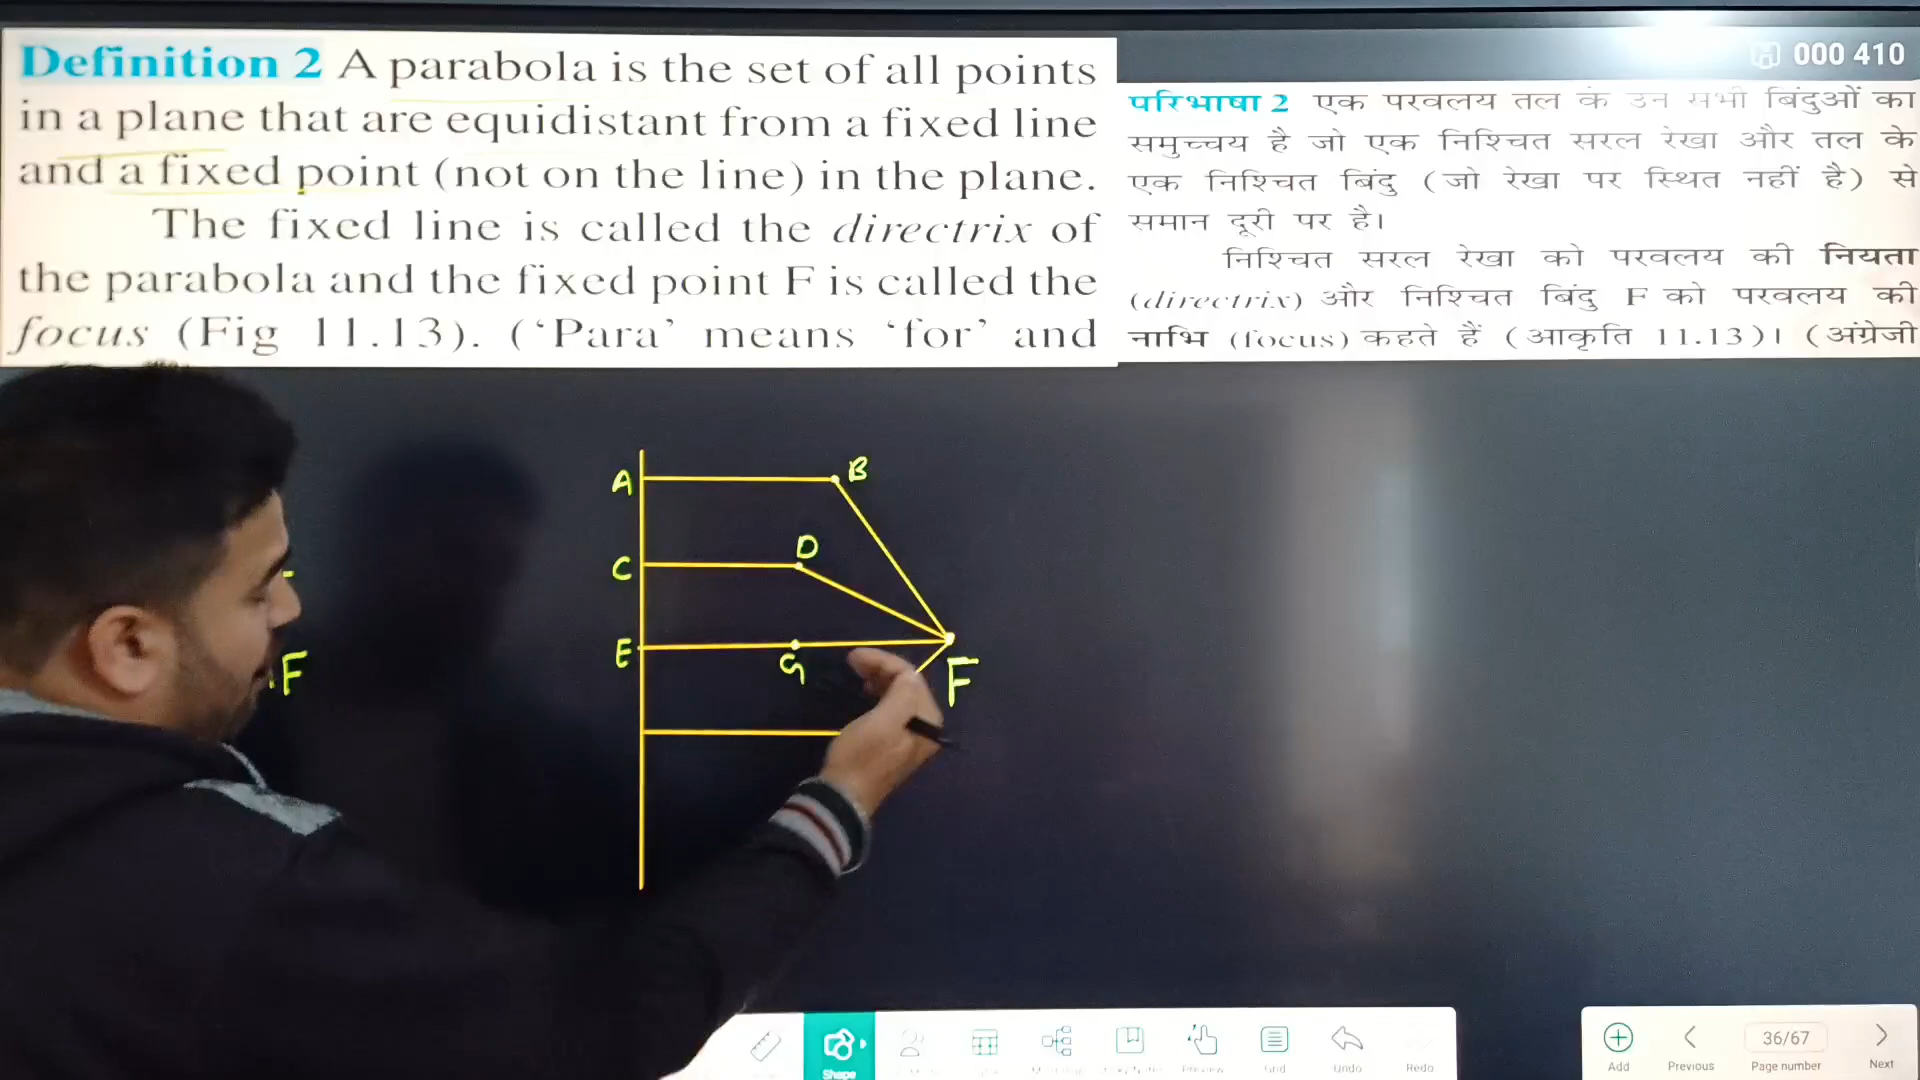 Definition 2 A parabola is the set of all points
in a plane that are equidistant from a fixed line
and a fixed point (not on the line) in the plane.
The fixed line is called the directrix of
the parabola and the fixed point F is called the
focus (Fig 11.13). (‘Para’ means ‘for’ and
000 410
परिभाषा 2 एक परवलय तल के उन सभी बिंदुओं का
समुच्चय है जो एक निश्चित सरल रेखा और तल के
एक निश्चित बिंदु (जो रेखा पर स्थित नहीं है) से
समान दूरी पर है।
निश्चित सरल रेखा को परवलय की नियता
(directrix) और निश्चित बिंदु F को परवलय की
नाभि (focus) कहते हैं (आकृति 11.13)। (अंग्रेजी
A
B
C
D
E
G
F
F
Shape
Preview
Grid
Undo
Redo
Add
Previous
36/67
Page number
Next